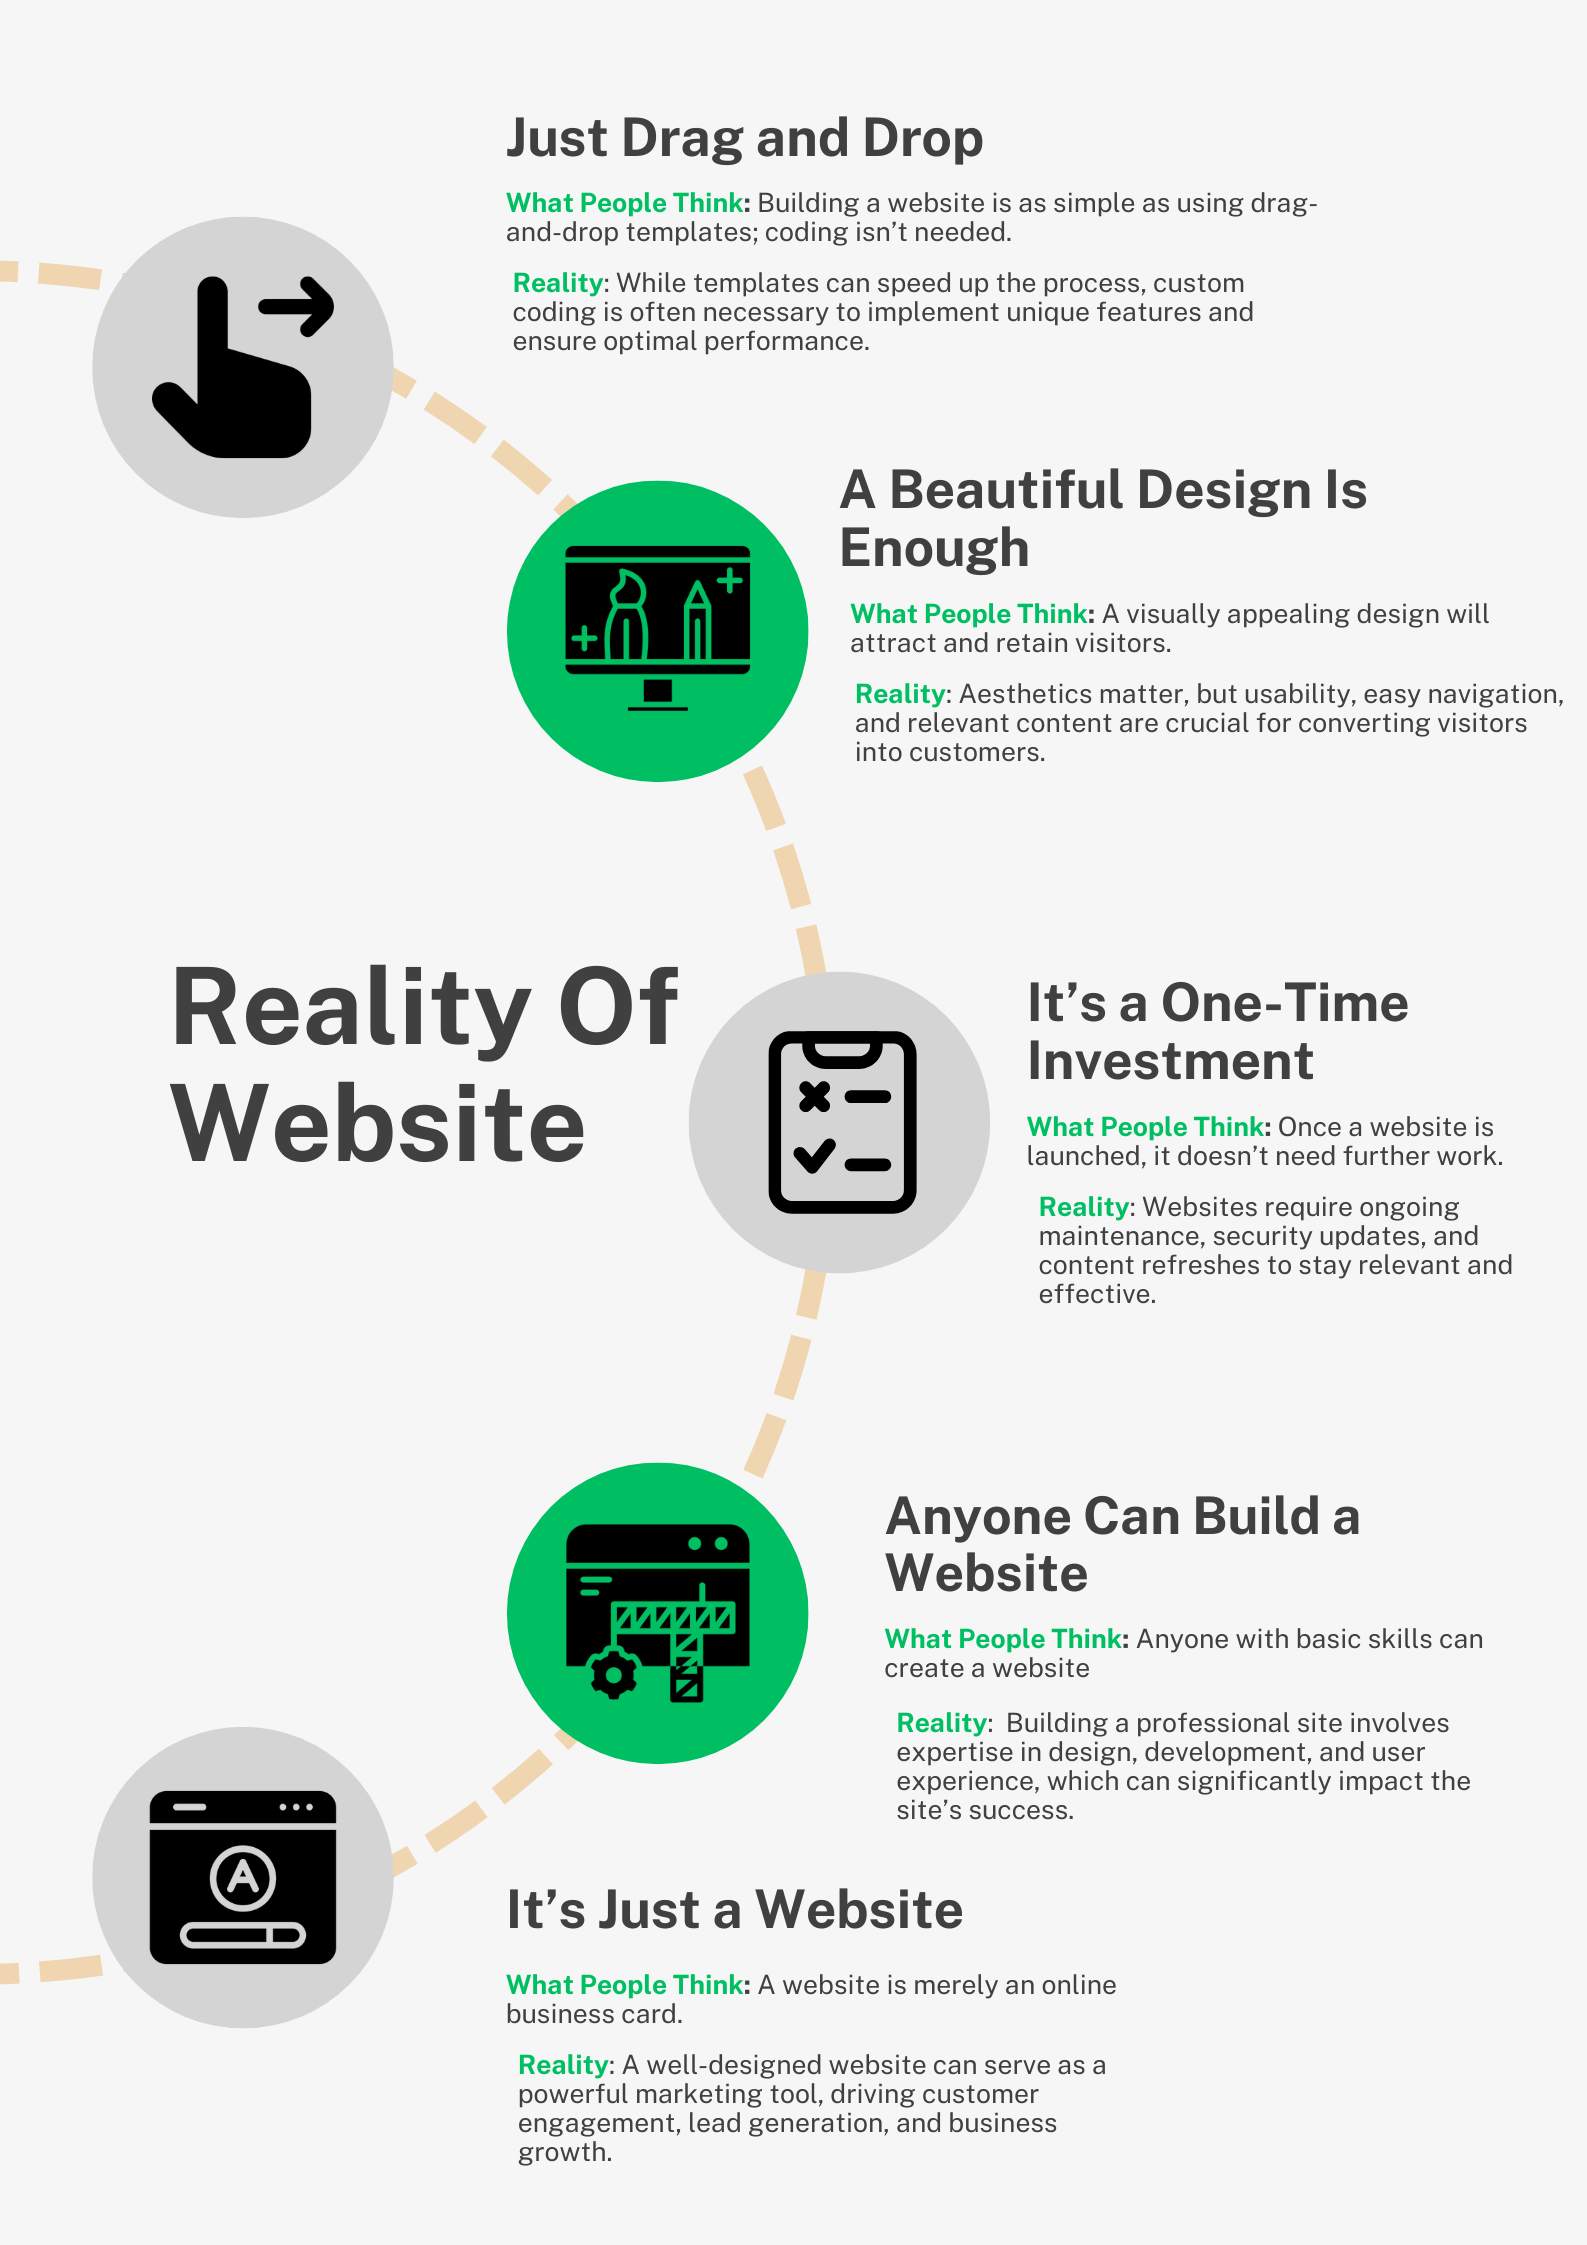 Just Drag and Drop
What People Think: Building a website is as simple as using drag-
and-drop templates; coding isn’t needed.
Reality: While templates can speed up the process, custom
coding is often necessary to implement unique features and
ensure optimal performance.
A Beautiful Design Is
Enough
What People Think: A visually appealing design will
attract and retain visitors.
Reality: Aesthetics matter, but usability, easy navigation,
and relevant content are crucial for converting visitors
into customers.
Reality Of
Website
It’s a One-Time
Investment
What People Think: Once a website is
launched, it doesn’t need further work.
Reality: Websites require ongoing
maintenance, security updates, and
content refreshes to stay relevant and
effective.
Anyone Can Build a
Website
What People Think: Anyone with basic skills can
create a website
Reality:  Building a professional site involves
expertise in design, development, and user
experience, which can significantly impact the
site’s success.
A
It’s Just a Website
What People Think: A website is merely an online
business card.
Reality: A well-designed website can serve as a
powerful marketing tool, driving customer
engagement, lead generation, and business
growth.